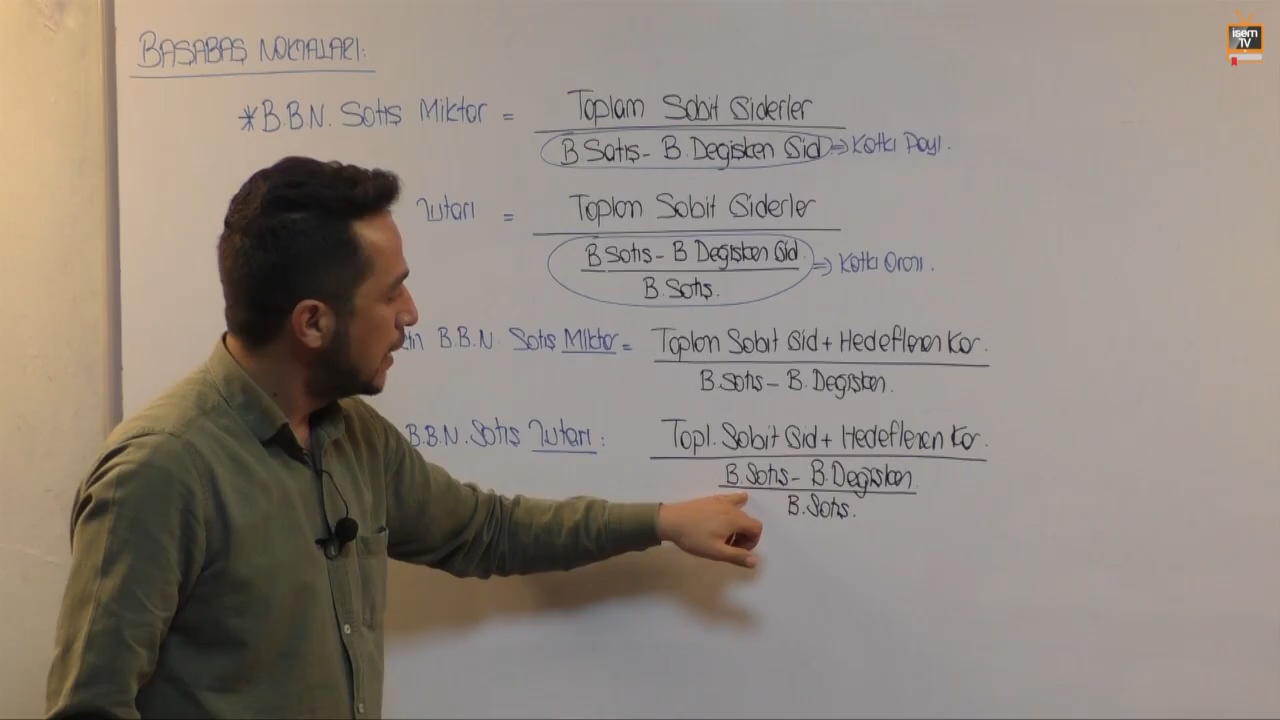 BAŞABAŞ NOKTALARI:
*B.B.N. Satış Miktar = Toplam Sabit Giderler
B Satış - B. Değişken Gid => Katkı Payı.
Tutarı = Toplam Sabit Giderler
B Satış - B Değişken Gid => Katkı Oranı.
B. Satış.
B.B.N. Satış Miktar = Toplam Sabit Gid + Hedeflenen Kar.
B. Satış - B. Değişken.
B.B.N. Satış Tutarı: Topl. Sabit Gid + Hedeflenen Kar.
B. Satış - B. Değişken
B. Satış.
isem
TV